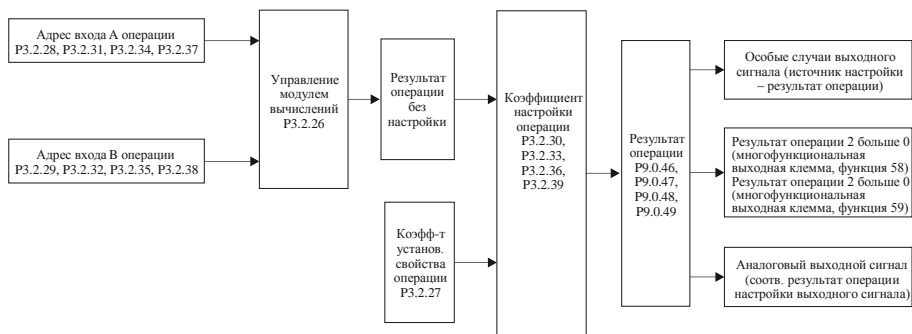 Адрес входа А операции
P3.2.28, P3.2.31, P3.2.34, P3.2.37
Адрес входа В операции
P3.2.29, P3.2.32, P3.2.35, P3.2.38
Управление
модулем
вычислений
P3.2.26
Результат
операции
без
настройки
Коэфф-т
установ.
свойства
операции
P3.2.27
Коэффициент
настройки
операции
P3.2.30,
P3.2.33,
P3.2.36,
P3.2.39
Результат
операции
P9.0.46,
P9.0.47,
P9.0.48,
P9.0.49
Особые случаи выходного
сигнала (источник настройки
– результат операции)
Результат операции 2 больше 0
(многофункциональная
выходная клемма, функция 58)
Результат операции 2 больше 0
(многофункциональная
выходная клемма, функция 59)
Аналоговый выходной сигнал
(соотв. результат операции
настройки выходного сигнала)